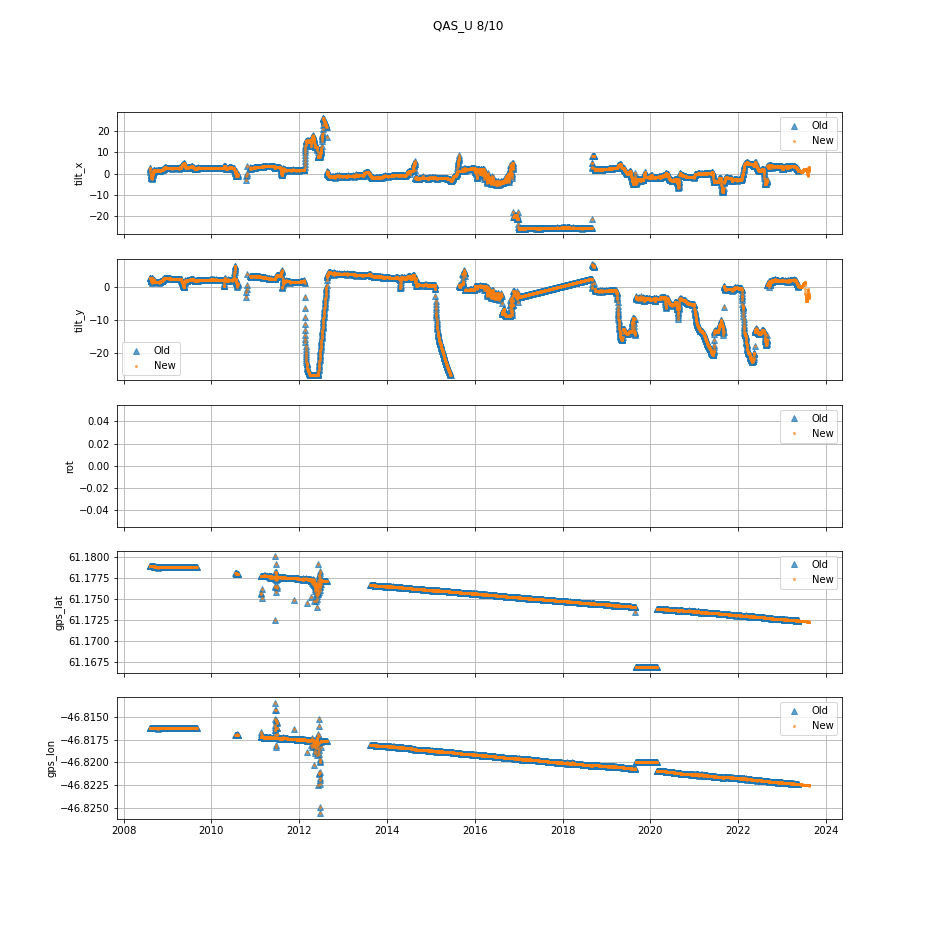 QAS_U 8/10
20
10
0
−10
−20
tilt_x
Old
New
0
−10
−20
tilt_y
Old
New
0.04
0.02
0.00
−0.02
−0.04
rot
Old
New
61.1800
61.1775
61.1750
61.1725
61.1700
61.1675
gps_lat
Old
New
−46.8150
−46.8175
−46.8200
−46.8225
−46.8250
gps_lon
Old
New
2008 2010 2012 2014 2016 2018 2020 2022 2024